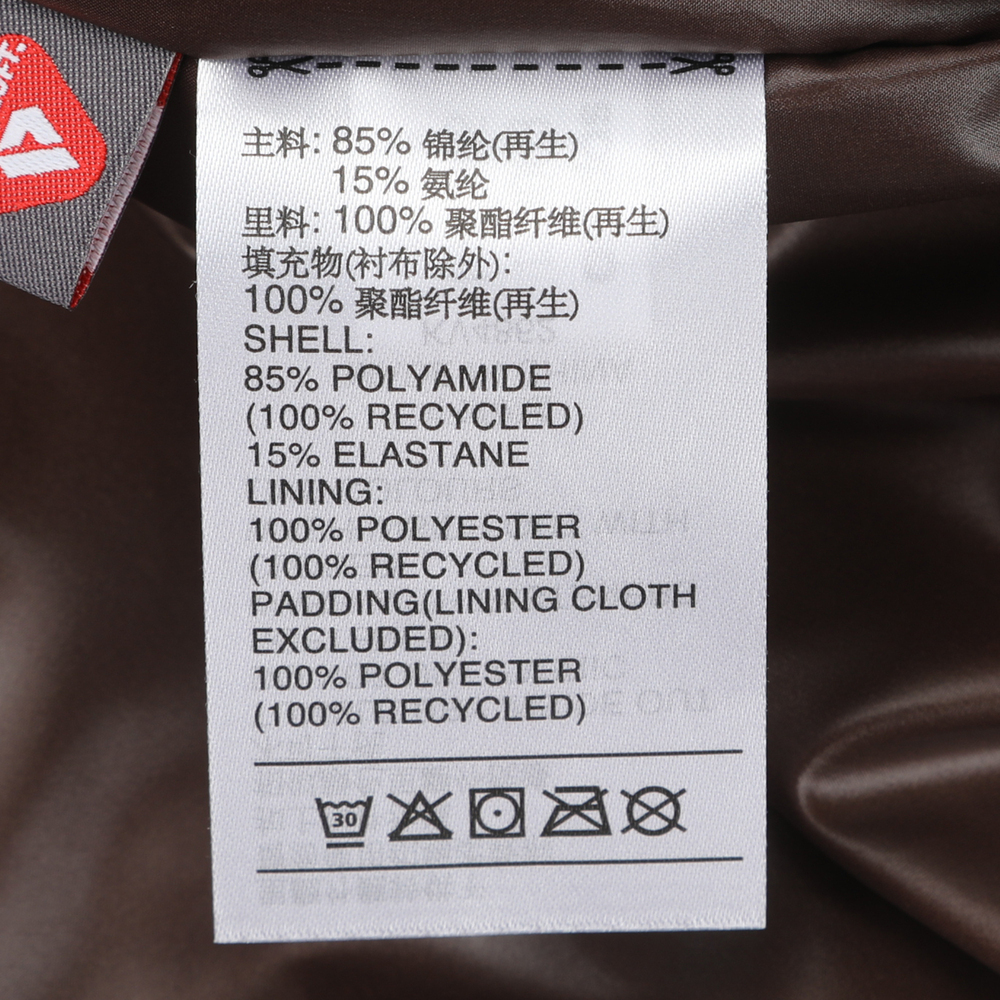 主料: 85% 锦纶(再生)
15% 氨纶
里料: 100% 聚酯纤维(再生)
填充物(衬布除外):
100% 聚酯纤维(再生)
SHELL:
85% POLYAMIDE
(100% RECYCLED)
15% ELASTANE
LINING:
100% POLYESTER
(100% RECYCLED)
PADDING(LINING CLOTH
EXCLUDED):
100% POLYESTER
(100% RECYCLED)
30